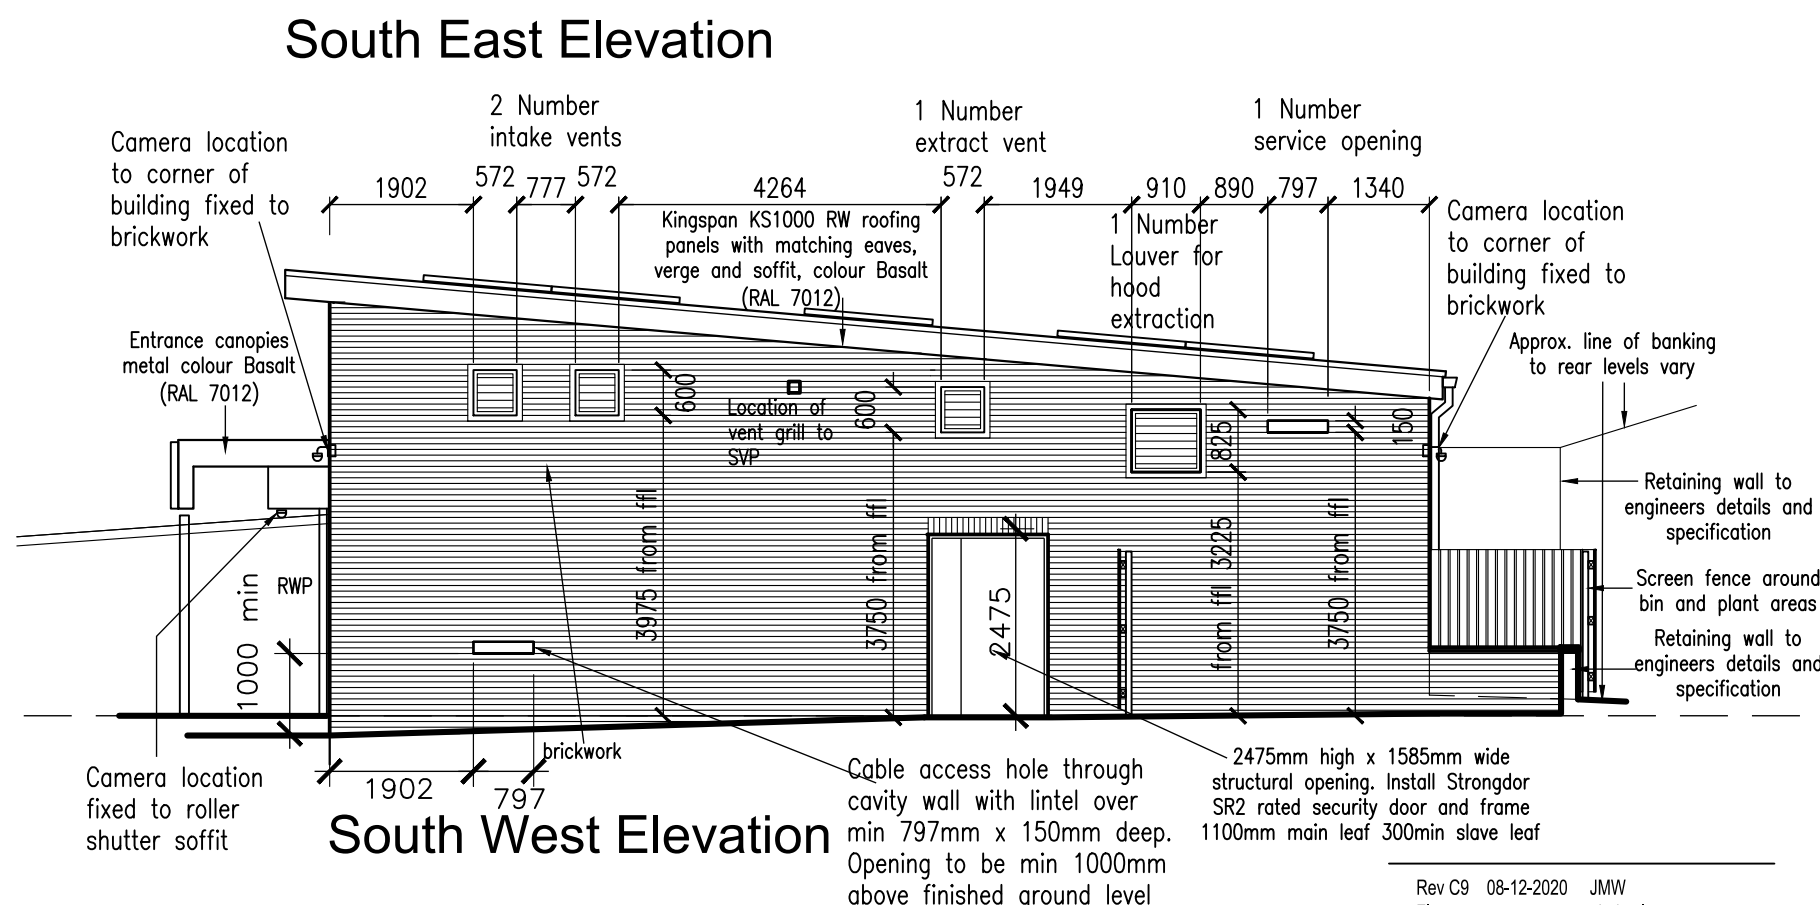 South East Elevation
2 Number
intake vents
1 Number
extract vent
1 Number
service opening
Camera location
to corner of
building fixed to
brickwork
1902
572
777
572
4264
572
1949
910
890
797
1340
Kingspan KS1000 RW roofing
panels with matching eaves,
verge and soffit, colour Basalt
(RAL 7012)
1 Number
Louver for
hood
extraction
Camera location
to corner of
building fixed to
brickwork
Entrance canopies
metal colour Basalt
(RAL 7012)
Approx. line of banking
to rear levels vary
600
Location of
vent grill to
SVP
600
825
150
3975 from ffl
3750 from ffl
from ffl 3225
3750 from ffl
Retaining wall to
engineers details and
specification
1000 min
RWP
2475
Screen fence around
bin and plant areas
Retaining wall to
engineers details and
specification
brickwork
Camera location
fixed to roller
shutter soffit
1902
797
Cable access hole through
cavity wall with lintel over
min 797mm x 150mm deep.
Opening to be min 1000mm
above finished ground level
2475mm high x 1585mm wide
structural opening. Install Strongdor
SR2 rated security door and frame
1100mm main leaf 300min slave leaf
South West Elevation
Rev C9 08-12-2020 JMW